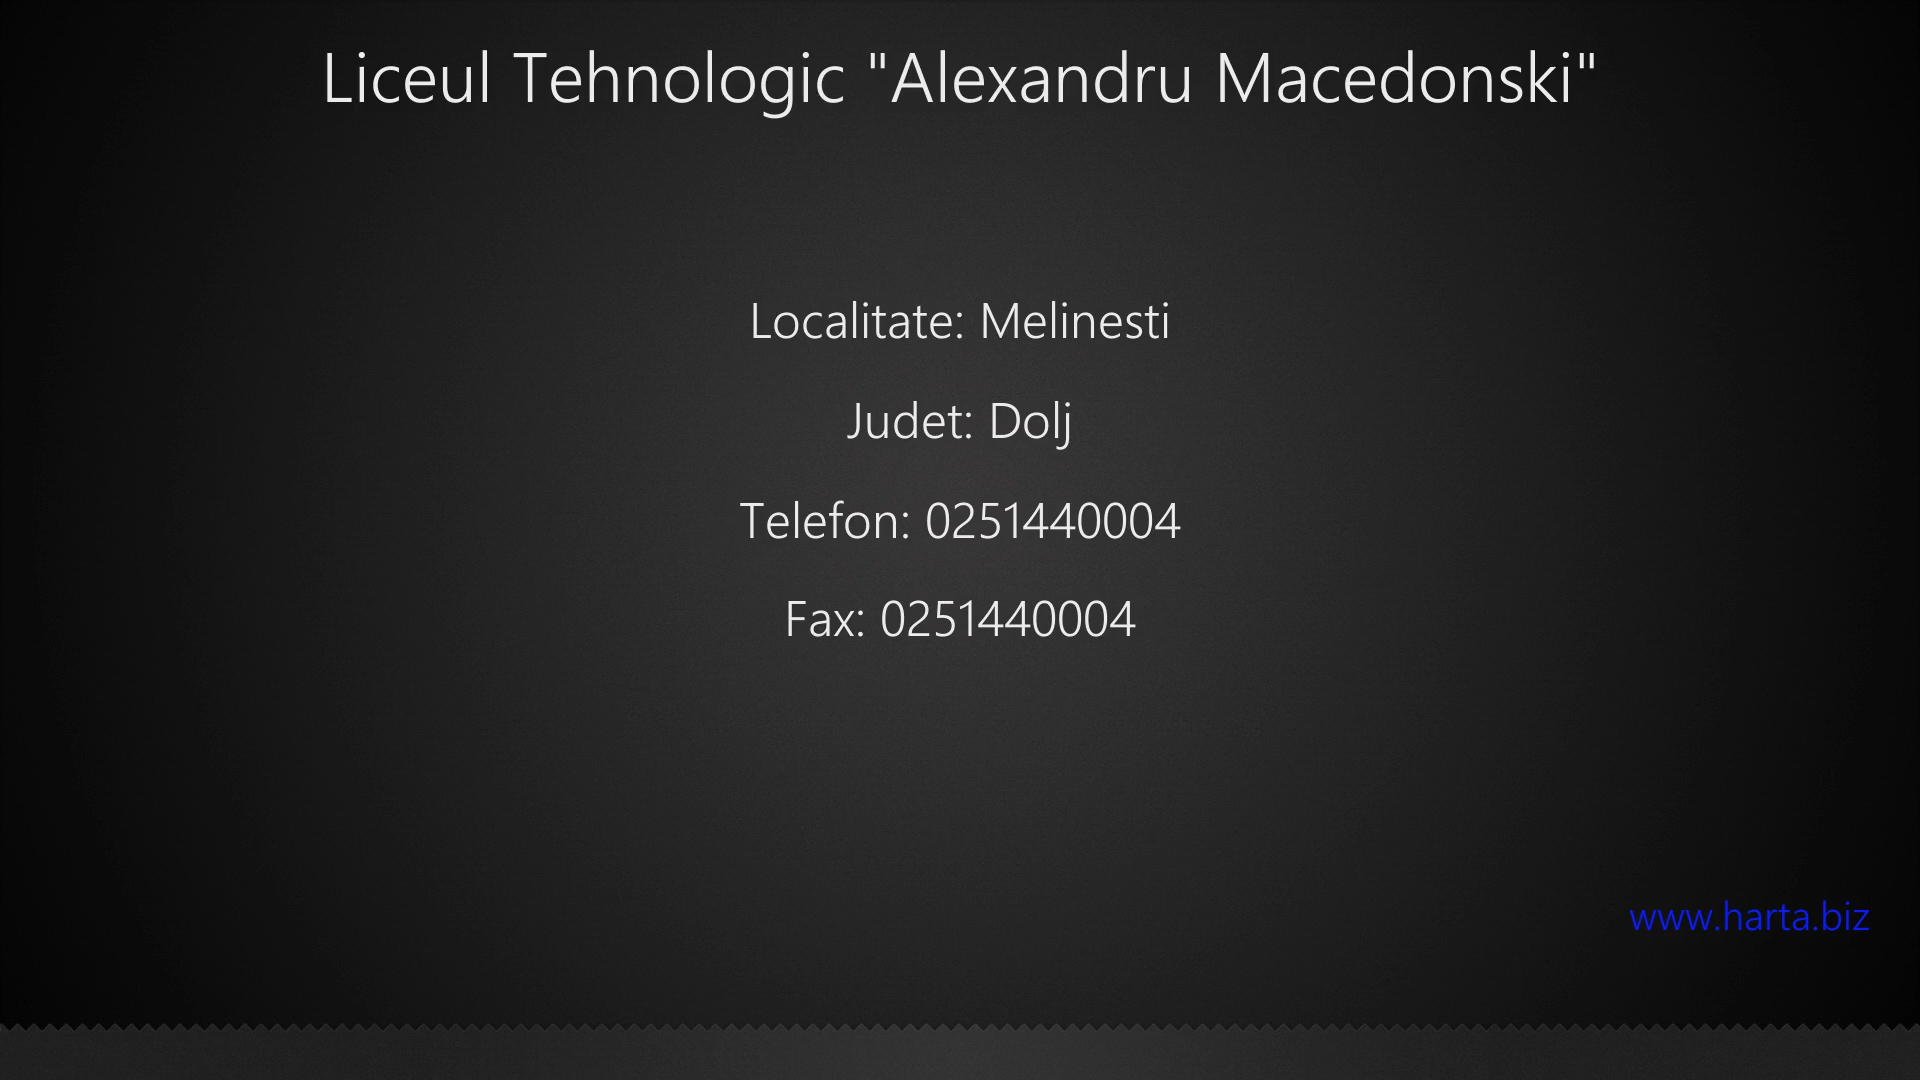 Liceul Tehnologic "Alexandru Macedonski"
Localitate: Melinesti
Judet: Dolj
Telefon: 0251440004
Fax: 0251440004
www.harta.biz